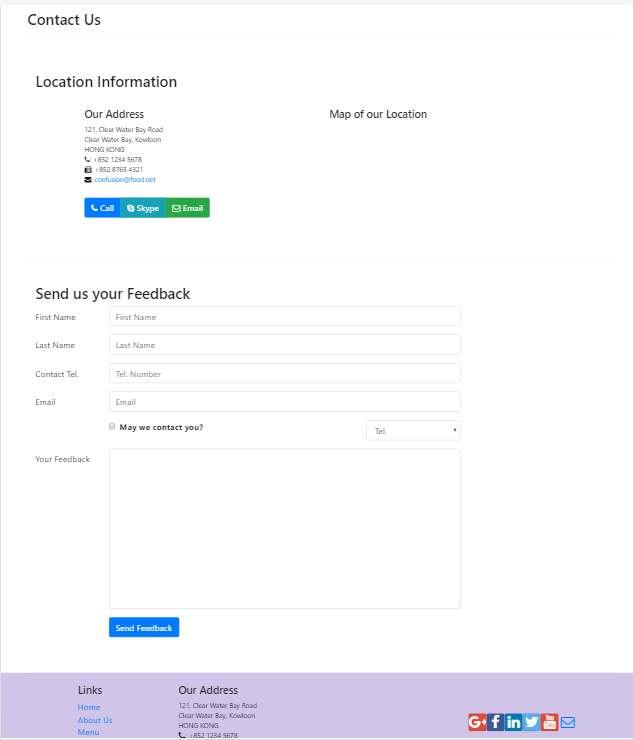 Contact Us
Location Information
Our Address
121, Clear Water Bay Road
Clear Water Bay, Kowloon
HONG KONG
: +852 1234 5678
: +852 8765 4321
: confusion@food.net
Call Skype Email
Map of our Location
Send us your Feedback
First Name First Name
Last Name Last Name
Contact Tel. Tel. Number
Email Email
May we contact you? Tel.
Your Feedback
Send Feedback
Links
Home
About Us
Menu
Our Address
121, Clear Water Bay Road
Clear Water Bay, Kowloon
HONG KONG
: +852 1234 5678
G+ f in You Tube